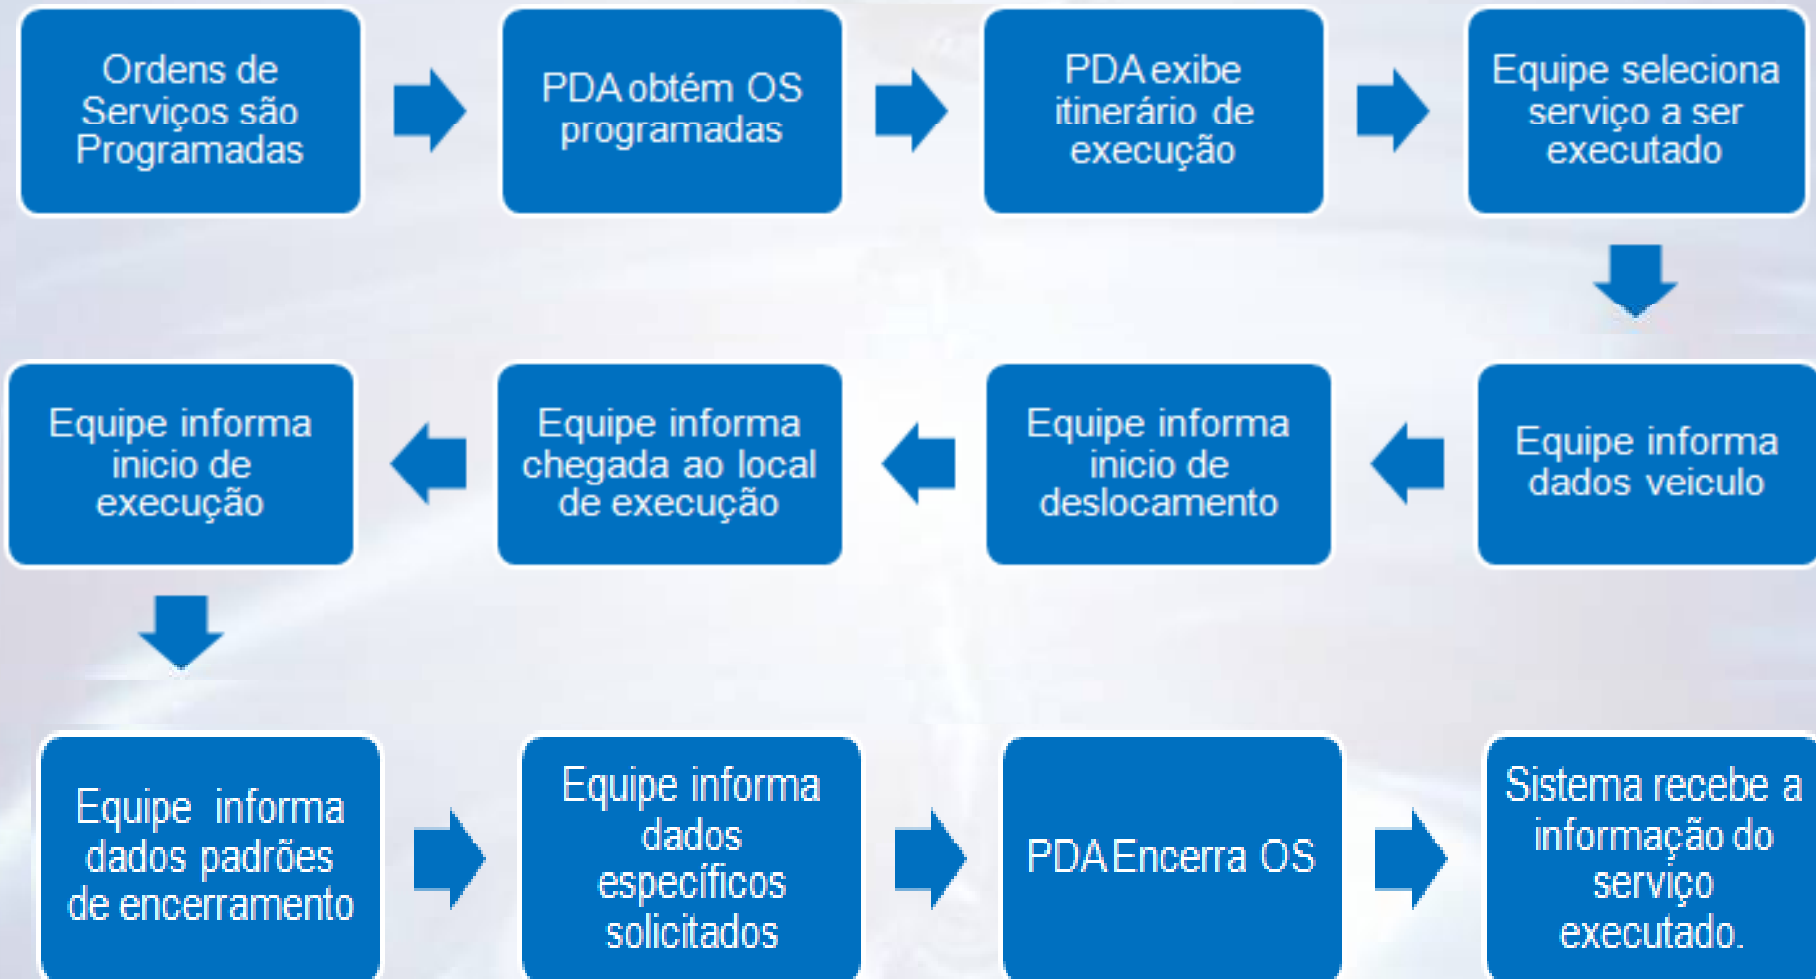 Ordens de
Serviços são
Programadas
PDA obtém OS
programadas
PDA exibe
itinerário de
execução
Equipe seleciona
serviço a ser
executado
Equipe informa
dados veiculo
Equipe informa
inicio de
deslocamento
Equipe informa
chegada ao local
de execução
Equipe informa
inicio de
execução
Equipe informa
dados padrões
de encerramento
Equipe informa
dados
específicos
solicitados
PDA Encerra OS
Sistema recebe a
informação do
serviço
executado.